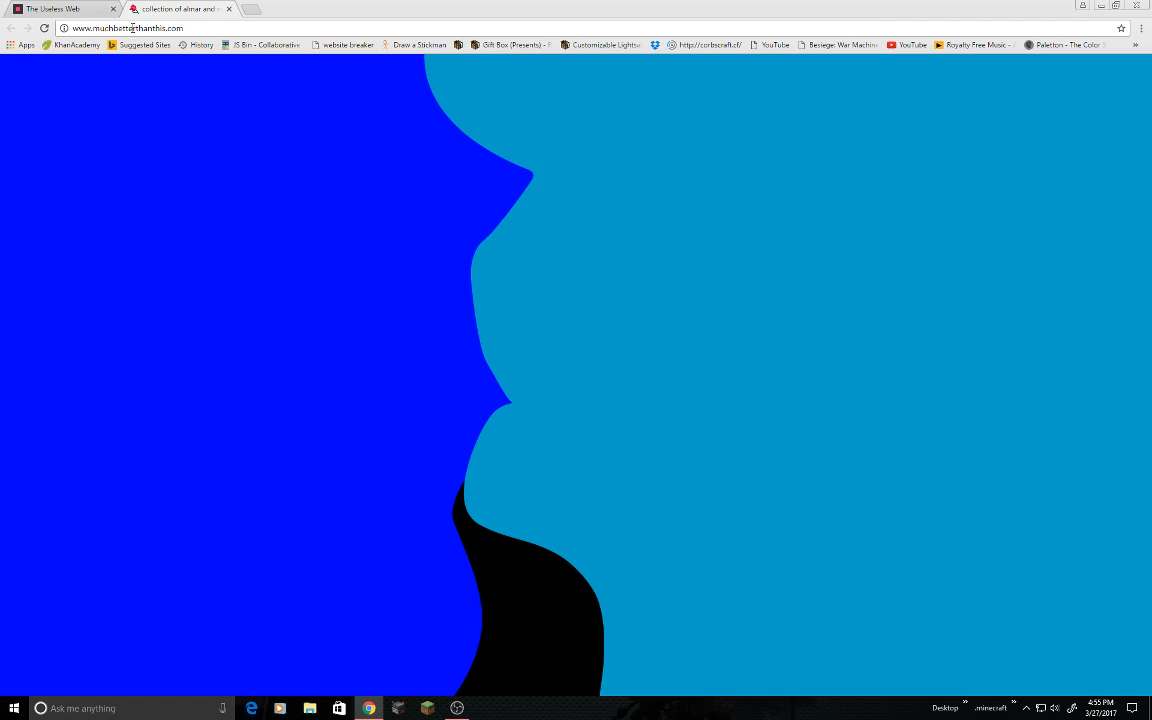 The Useless Web
collection of almar and
www.muchbetterthanthis.com
Apps KhanAcademy Suggested Sites History JS Bin - Collaborative website breaker Draw a Stickman Gift Box (Presents) - Customizable Lightsa http://corbscraft.cf/ YouTube Besiege: War Machine YouTube Royalty Free Music - Paletton - The Color S »
Ask me anything
Desktop » .minecraft »
4:55 PM
3/27/2017